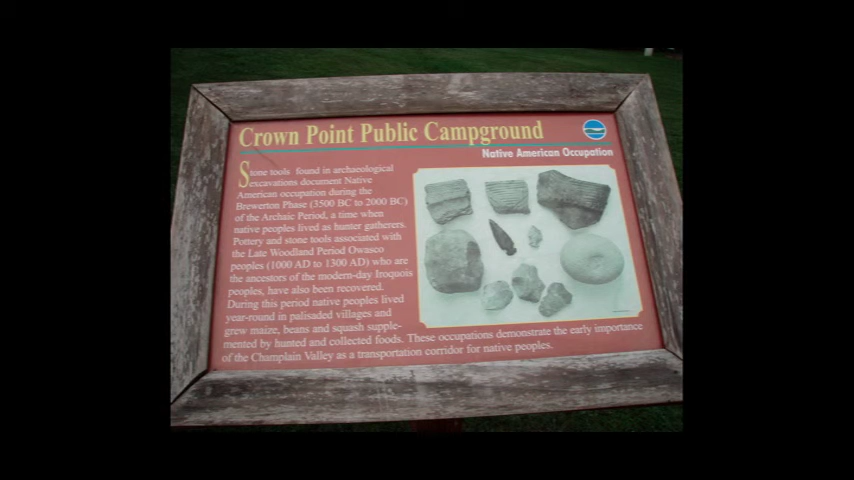 Crown Point Public Campground
Native American Occupation
Stone tools found in archaeological
excavations document Native
American occupation during the
Brewerton Phase (3500 BC to 2000 BC)
of the Archaic Period, a time when
native peoples lived as hunter gatherers.
Pottery and stone tools associated with
the Late Woodland Period Owasco
peoples (1000 AD to 1300 AD) who are
the ancestors of the modern-day Iroquois
peoples, have also been recovered.
During this period native peoples lived
year-round in palisaded villages and
grew maize, beans and squash supple-
mented by hunted and collected foods. These occupations demonstrate the early importance
of the Champlain Valley as a transportation corridor for native peoples.